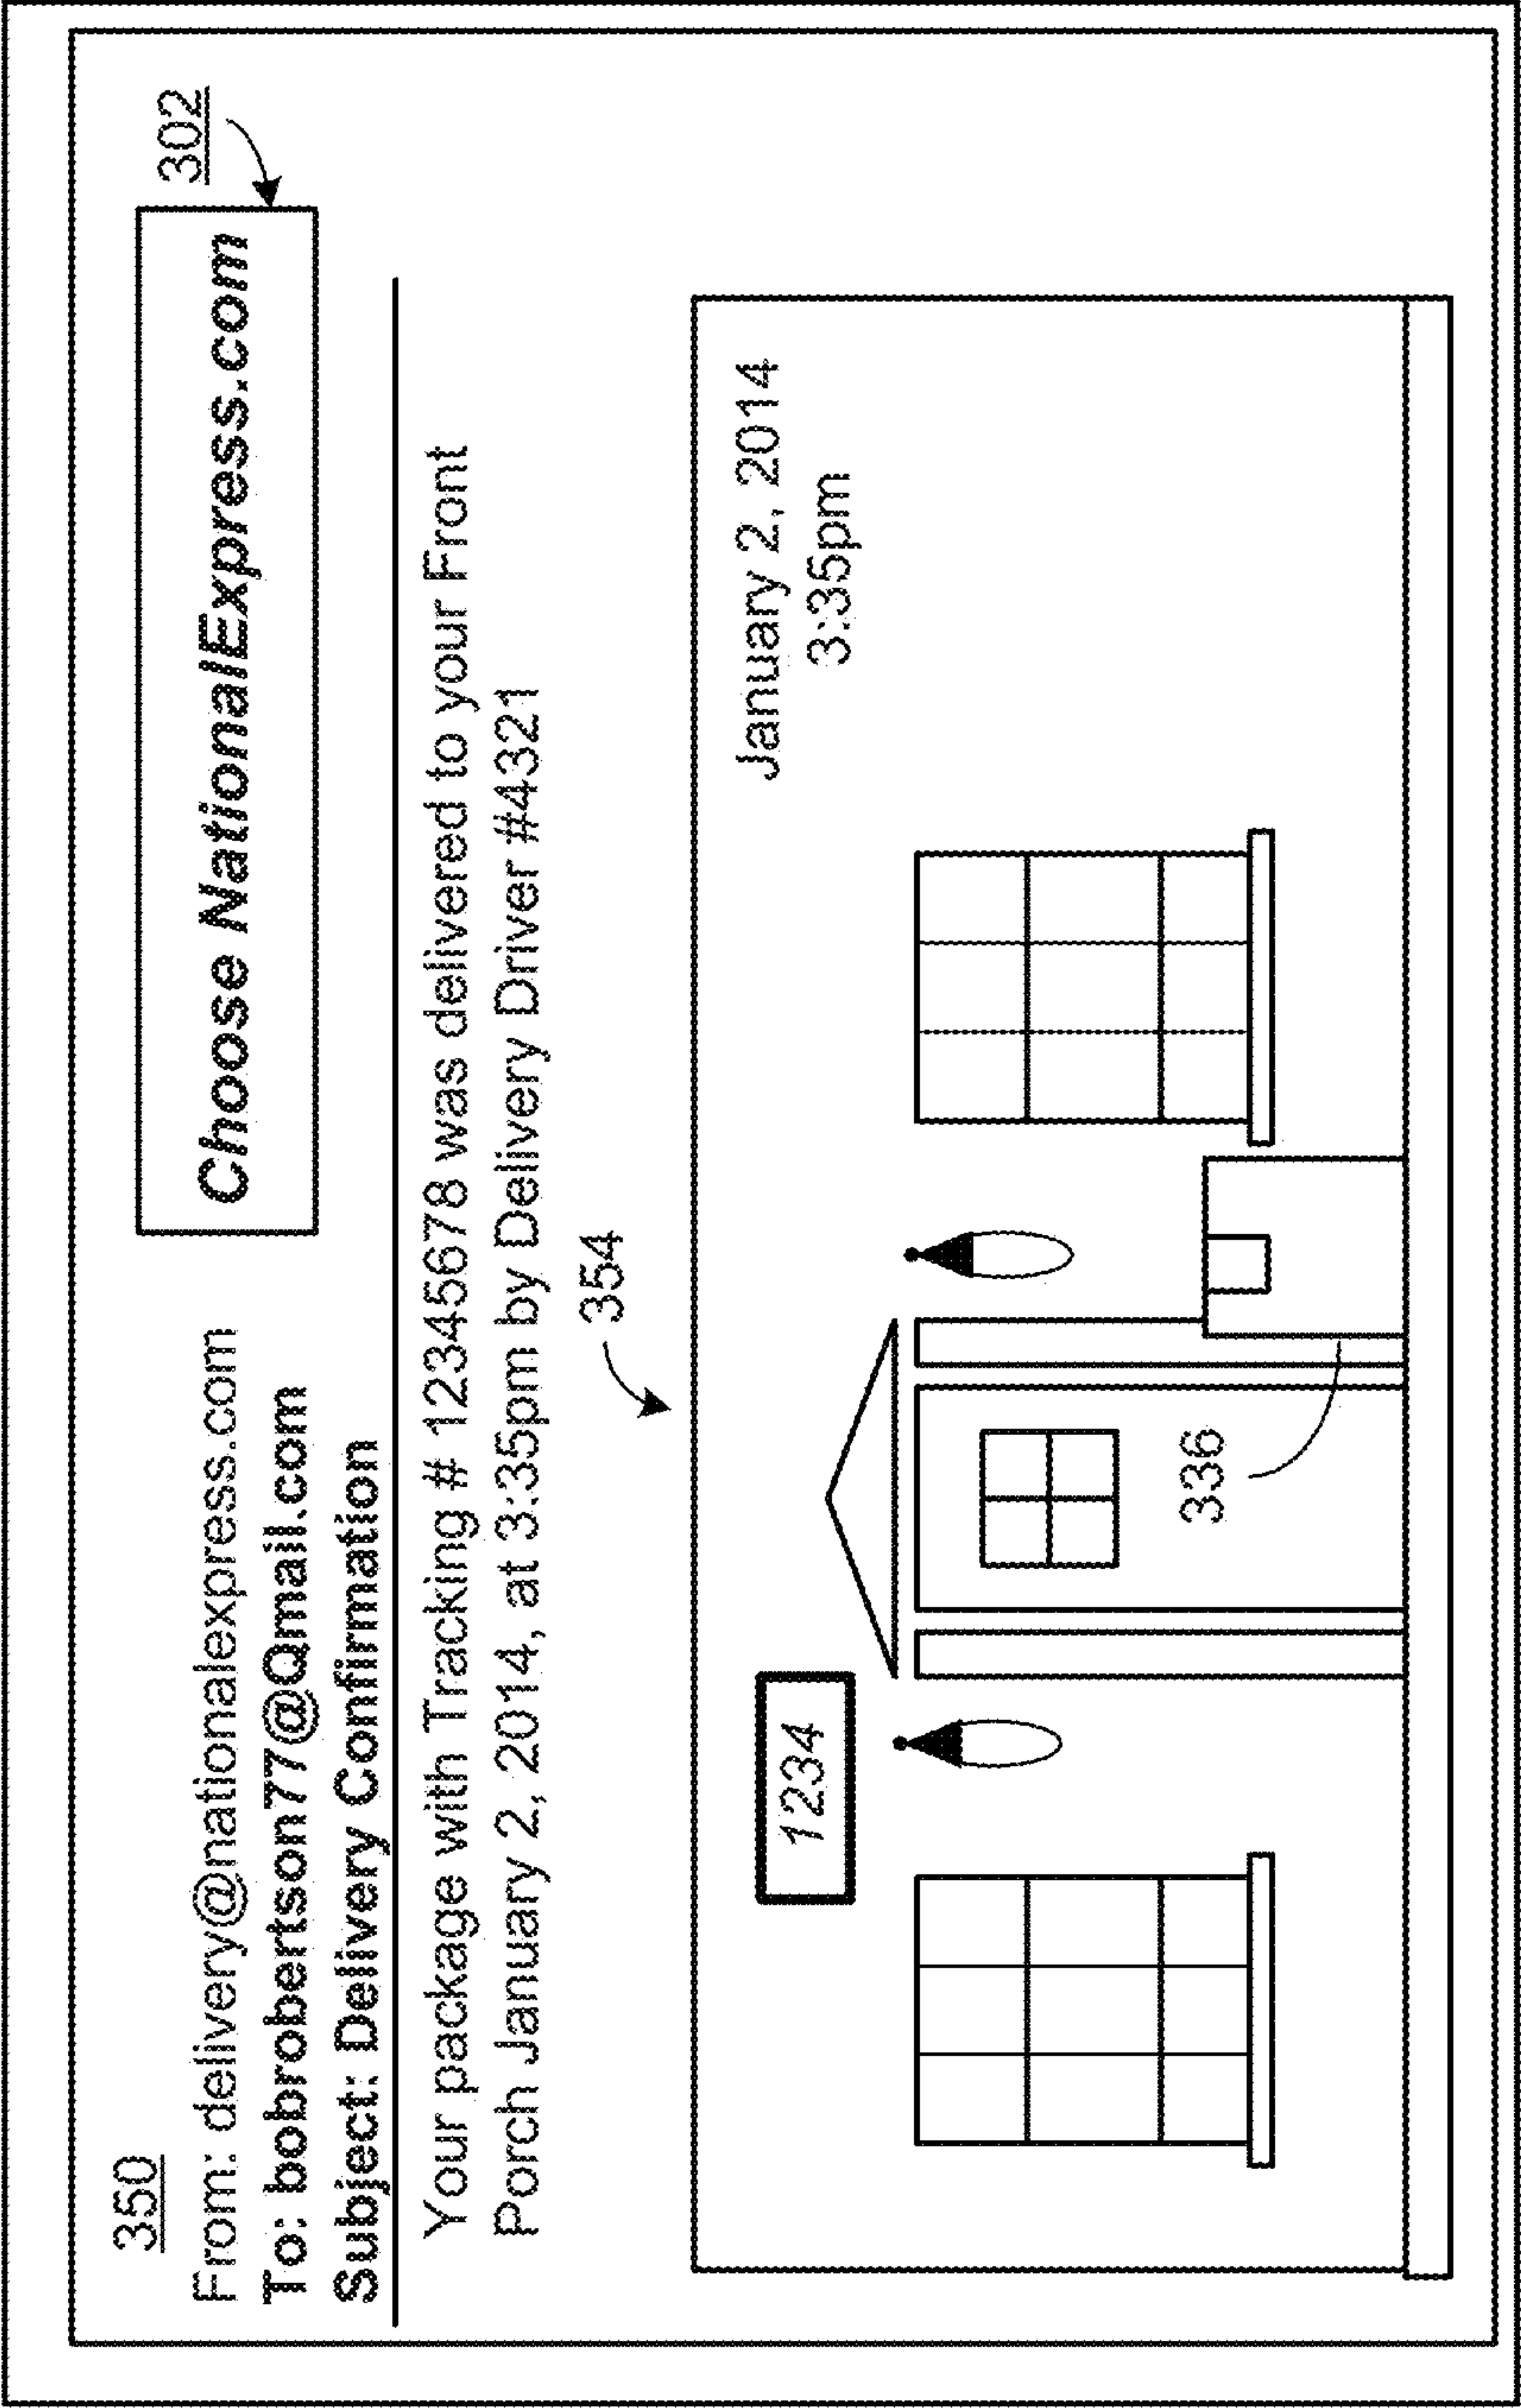 350
From: delivery@nationalexpress.com
To: bobrobertson77@Qmail.com
Subject: Delivery Confirmation
Choose NationalExpress.com
302
Your package with Tracking # 12345678 was delivered to your Front
Porch January 2, 2014, at 3:35pm by Delivery Driver #4321
354
January 2, 2014
3:35pm
1234
336